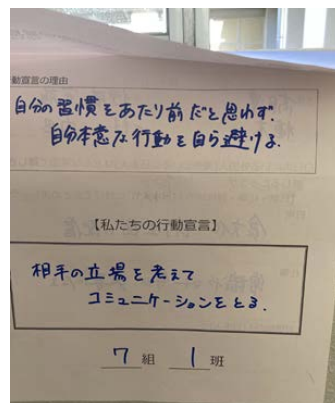 動宣言の理由
自分の習慣をあたり前だと思わず.
自分本意な行動を自ら避ける.
【私たちの行動宣言】
相手の立場を考えて
コミュニケーションをとる.
7組 1班